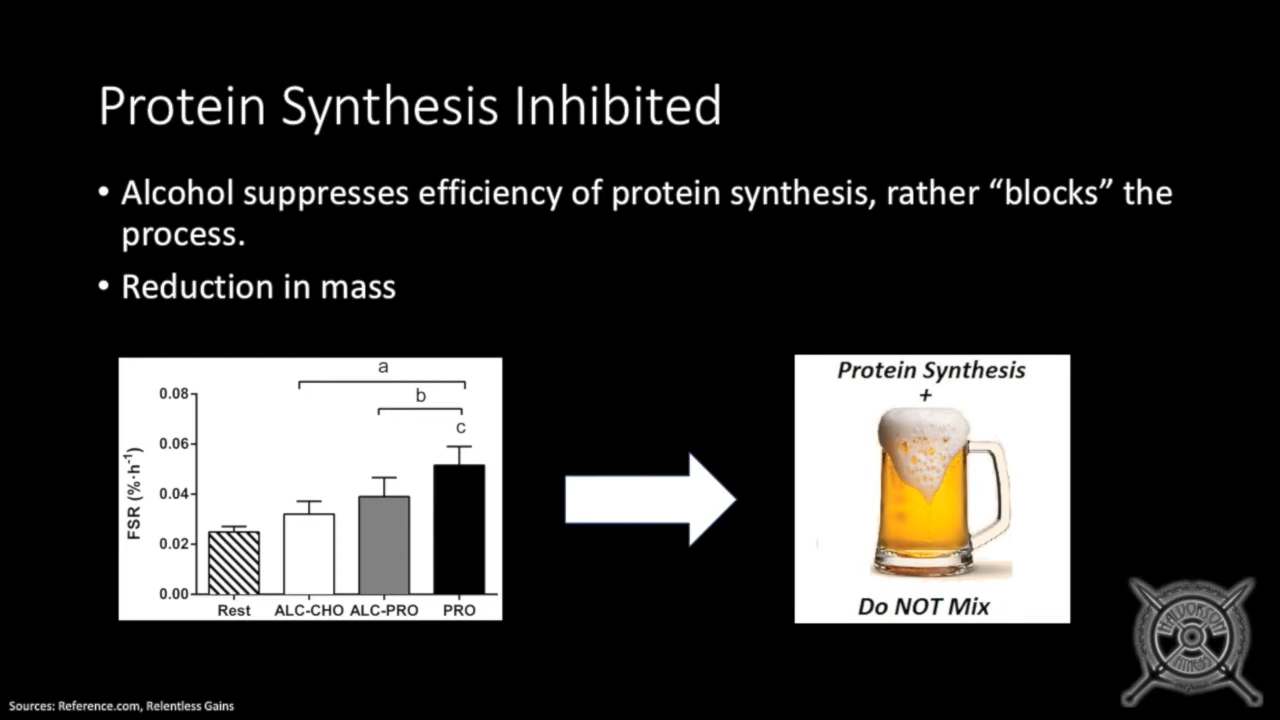 Protein Synthesis Inhibited
• Alcohol suppresses efficiency of protein synthesis, rather “blocks” the
process.
• Reduction in mass
a
b
c
0.08
0.06
0.04
0.02
0.00
FSR (%·h⁻¹)
Rest ALC-CHO ALC-PRO PRO
Protein Synthesis
+
Do NOT Mix
HALVORSON
FITNESS
Sources: Reference.com, Relentless Gains